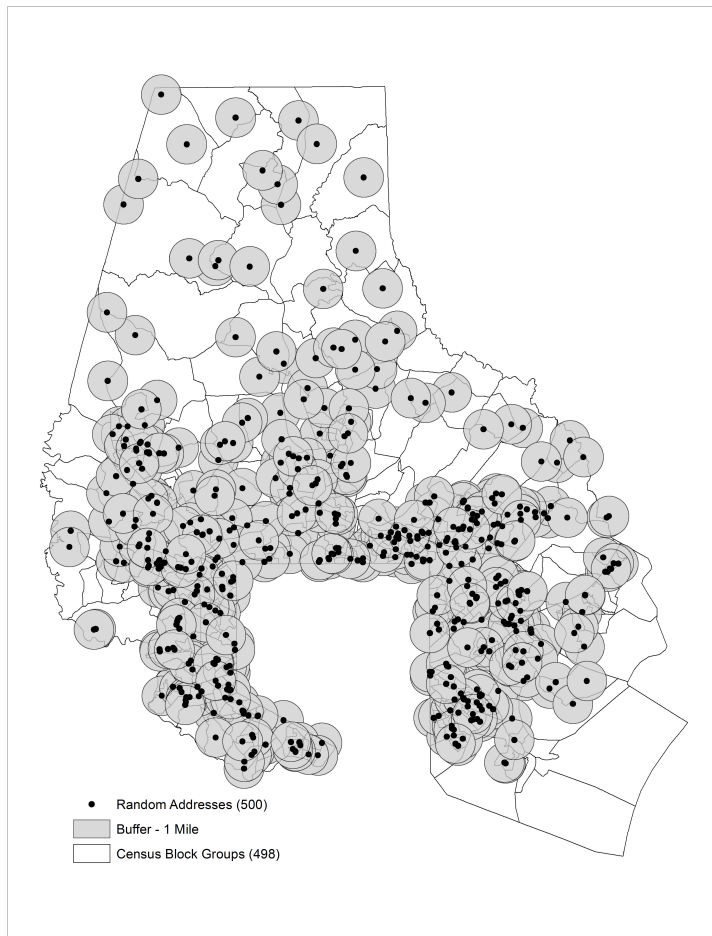 Random Addresses (500)
Buffer - 1 Mile
Census Block Groups (498)